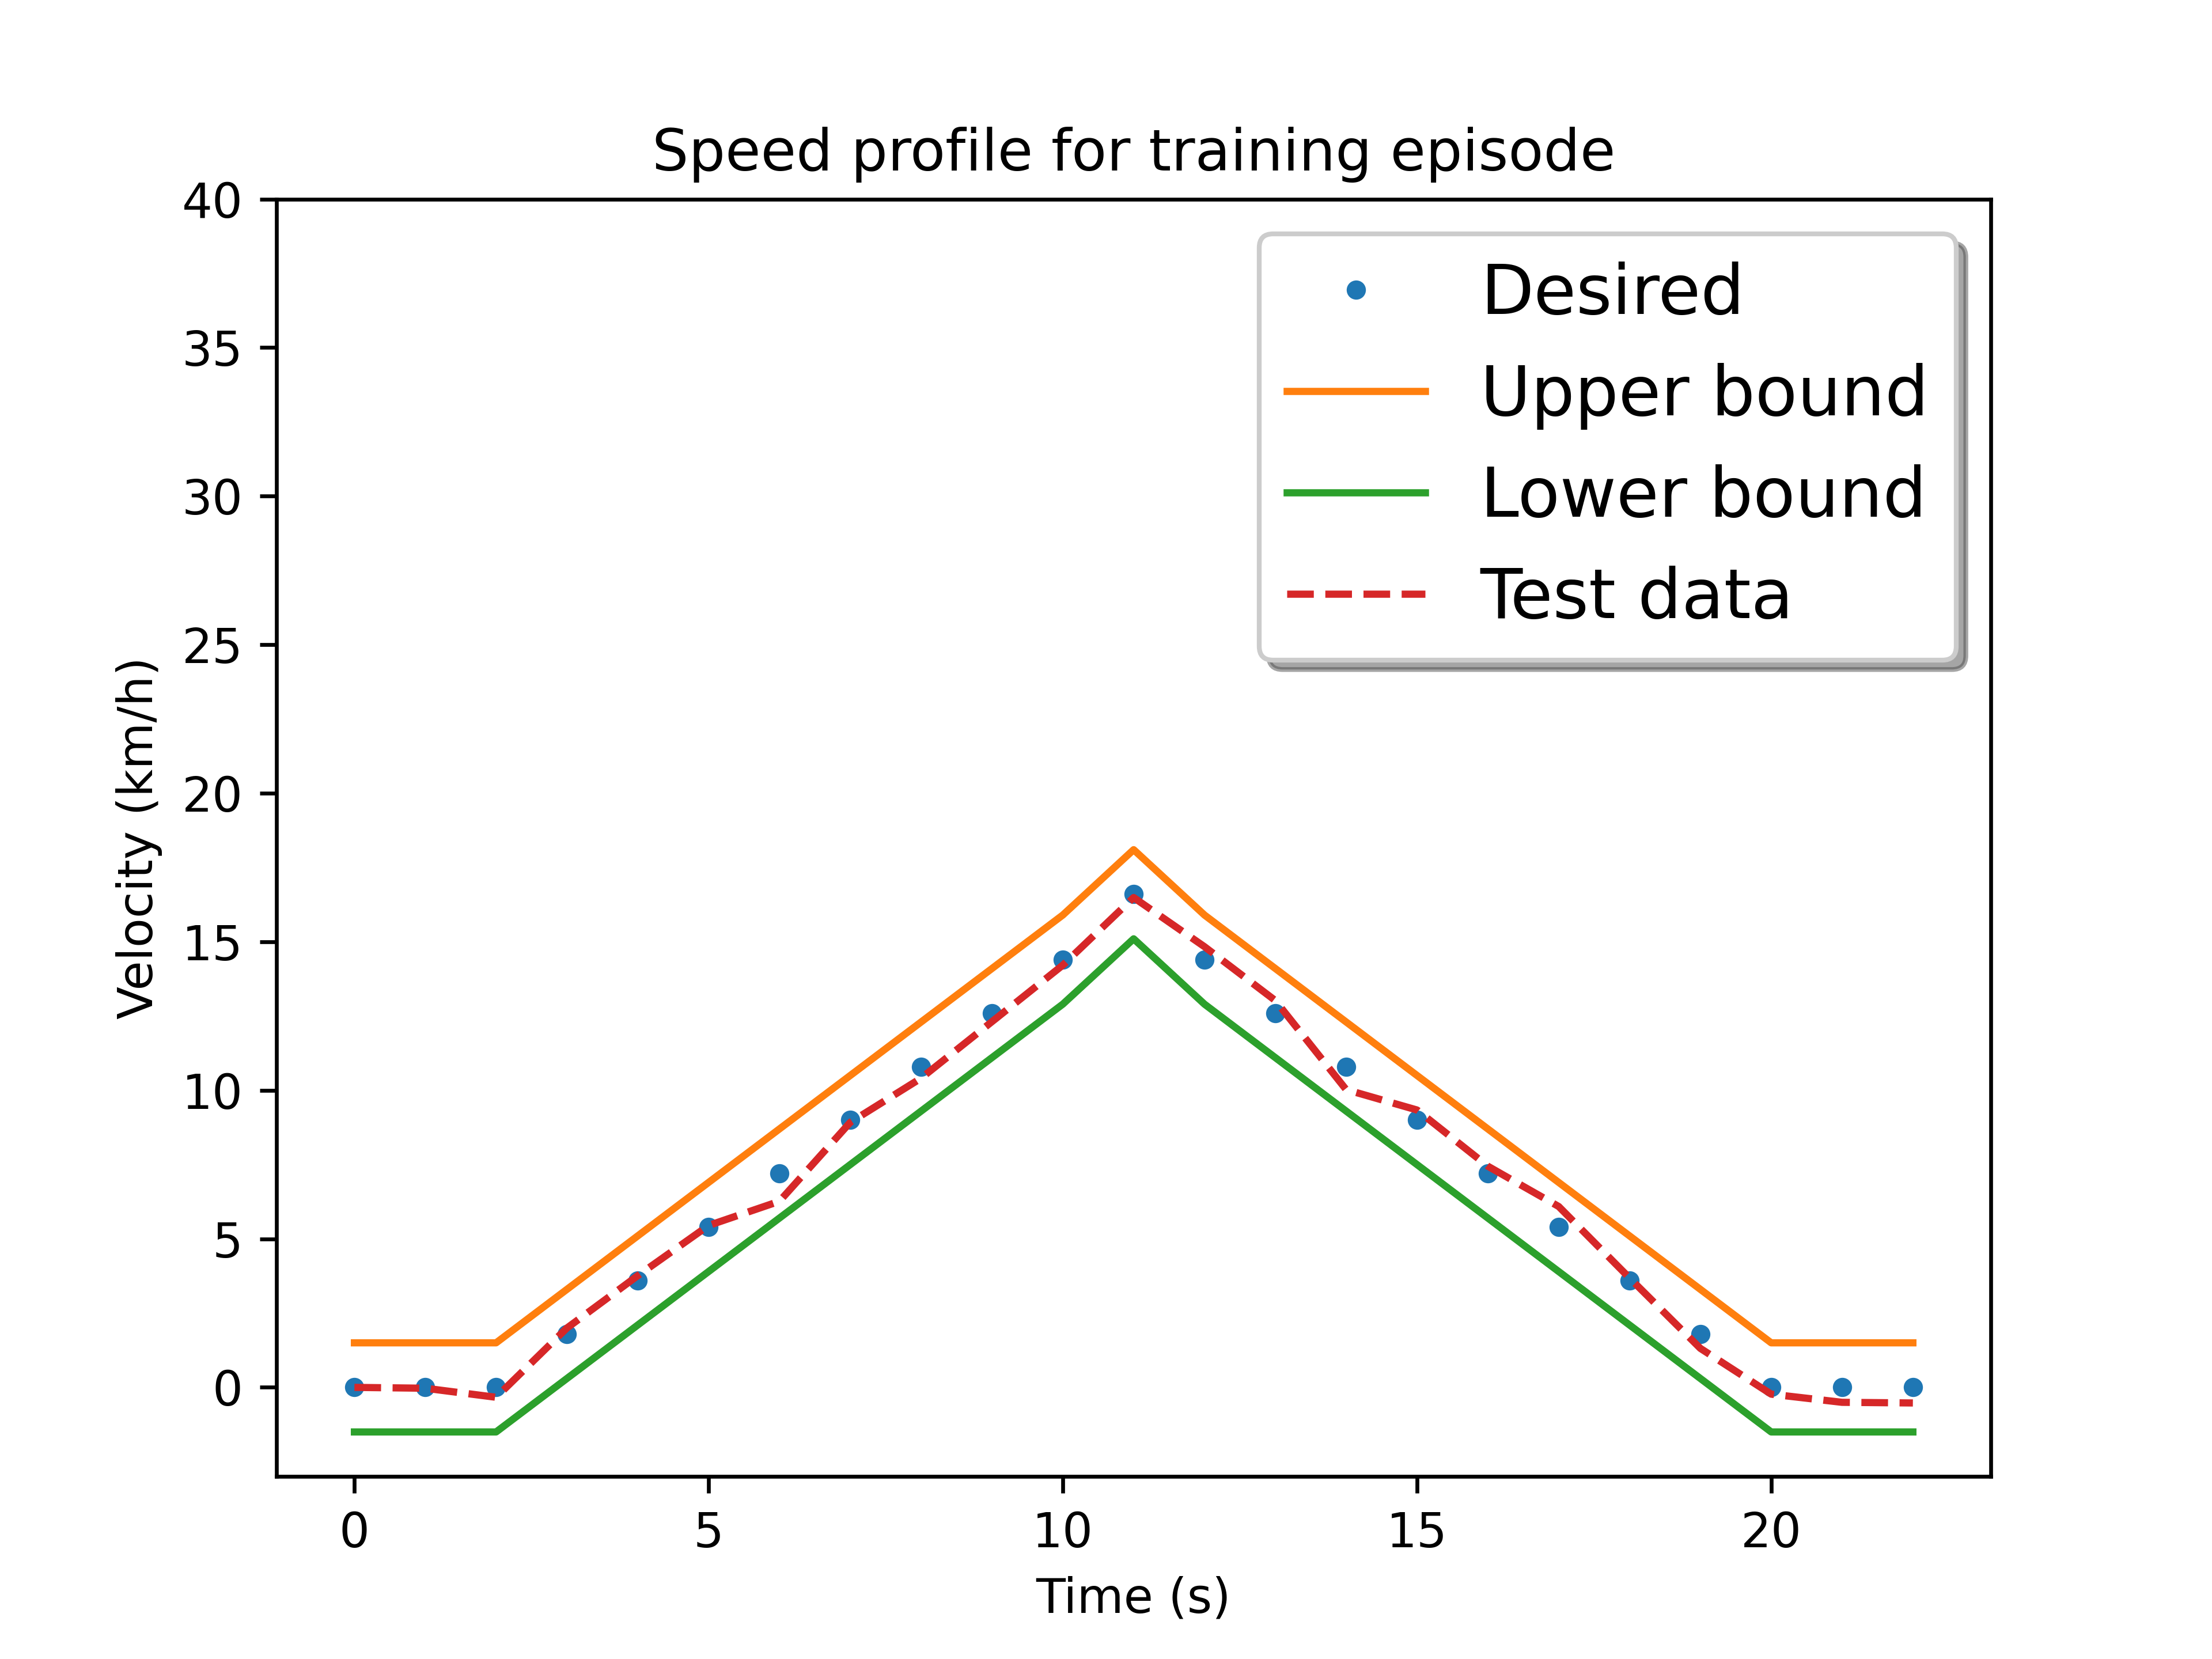 Speed profile for training episode
40
35
30
25
20
15
10
5
0
Velocity (km/h)
Desired
Upper bound
Lower bound
Test data
0 5 10 15 20
Time (s)